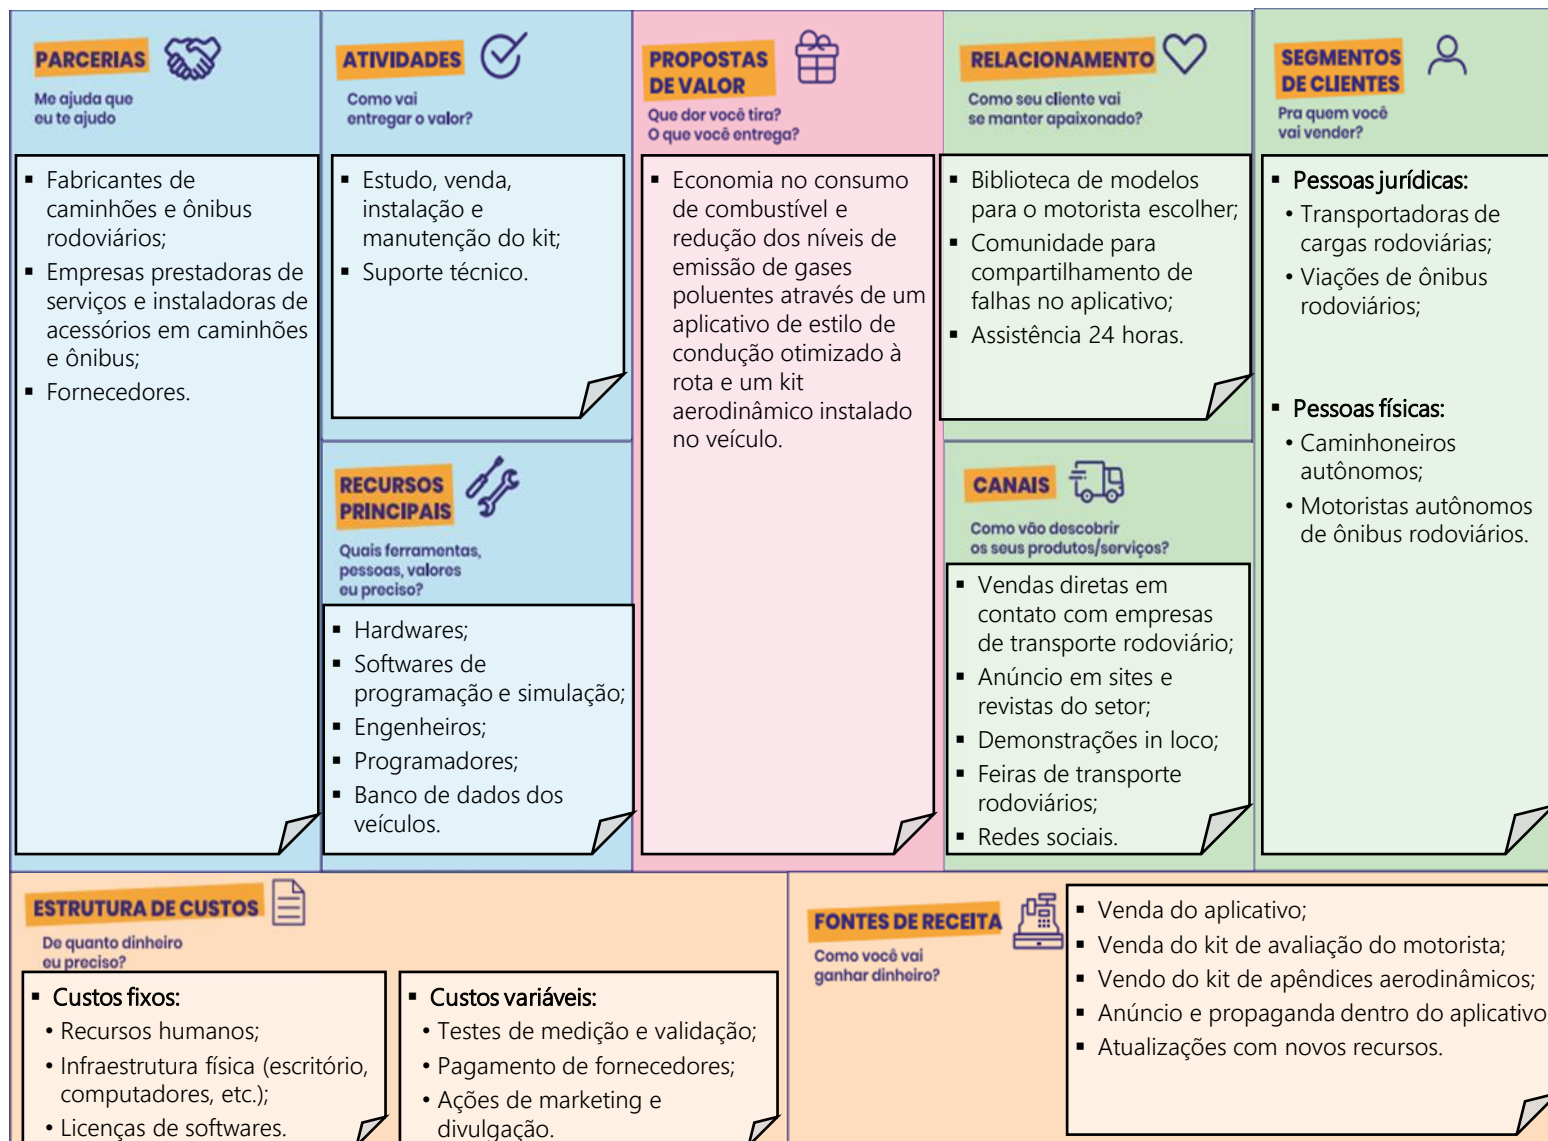 PARCERIAS
Me ajuda que
eu te ajudo
▪ Fabricantes de
caminhões e ônibus
rodoviários;
▪ Empresas prestadoras de
serviços e instaladoras de
acessórios em caminhões
e ônibus;
▪ Fornecedores.
ATIVIDADES
Como vai
entregar o valor?
▪ Estudo, venda,
instalação e
manutenção do kit;
▪ Suporte técnico.
RECURSOS
PRINCIPAIS
Quais ferramentas,
pessoas, valores
eu preciso?
▪ Hardwares;
▪ Softwares de
programação e simulação;
▪ Engenheiros;
▪ Programadores;
▪ Banco de dados dos
veículos.
PROPOSTAS
DE VALOR
Que dor você tira?
O que você entrega?
▪ Economia no consumo
de combustível e
redução dos níveis de
emissão de gases
poluentes através de um
aplicativo de estilo de
condução otimizado à
rota e um kit
aerodinâmico instalado
no veículo.
RELACIONAMENTO
Como seu cliente vai
se manter apaixonado?
▪ Biblioteca de modelos
para o motorista escolher;
▪ Comunidade para
compartilhamento de
falhas no aplicativo;
▪ Assistência 24 horas.
CANAIS
Como vão descobrir
os seus produtos/serviços?
▪ Vendas diretas em
contato com empresas
de transporte rodoviário;
▪ Anúncio em sites e
revistas do setor;
▪ Demonstrações in loco;
▪ Feiras de transporte
rodoviários;
▪ Redes sociais.
SEGMENTOS
DE CLIENTES
Pra quem você
vai vender?
▪ Pessoas jurídicas:
• Transportadoras de
cargas rodoviárias;
• Viações de ônibus
rodoviários;
▪ Pessoas físicas:
• Caminhoneiros
autônomos;
• Motoristas autônomos
de ônibus rodoviários.
ESTRUTURA DE CUSTOS
De quanto dinheiro
eu preciso?
▪ Custos fixos:
• Recursos humanos;
• Infraestrutura física (escritório,
computadores, etc.);
• Licenças de softwares.
▪ Custos variáveis:
• Testes de medição e validação;
• Pagamento de fornecedores;
• Ações de marketing e
divulgação.
FONTES DE RECEITA
Como você vai
ganhar dinheiro?
▪ Venda do aplicativo;
▪ Venda do kit de avaliação do motorista;
▪ Vendo do kit de apêndices aerodinâmicos;
▪ Anúncio e propaganda dentro do aplicativo
▪ Atualizações com novos recursos.